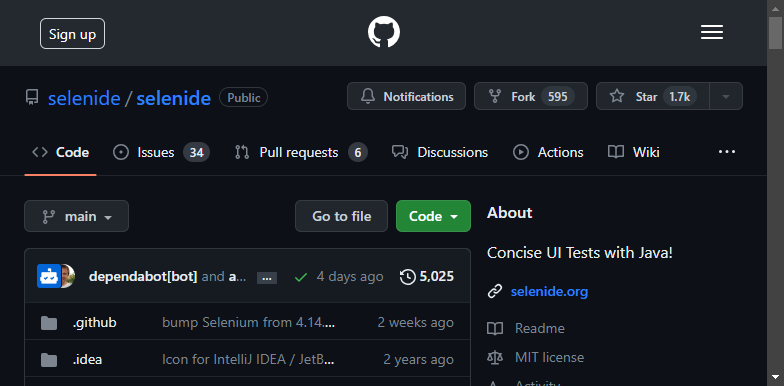 Sign up
selenide / selenide Public
Notifications Fork 595 Star 1.7k
Code Issues 34 Pull requests 6 Discussions Actions Wiki ...
main Go to file Code
About
Concise UI Tests with Java!
selenide.org
Readme
MIT license
Activity
dependabot[bot] and a... ... 4 days ago 5,025
.github bump Selenium from 4.14.... 2 weeks ago
.idea Icon for IntelliJ IDEA / JetB... 2 years ago